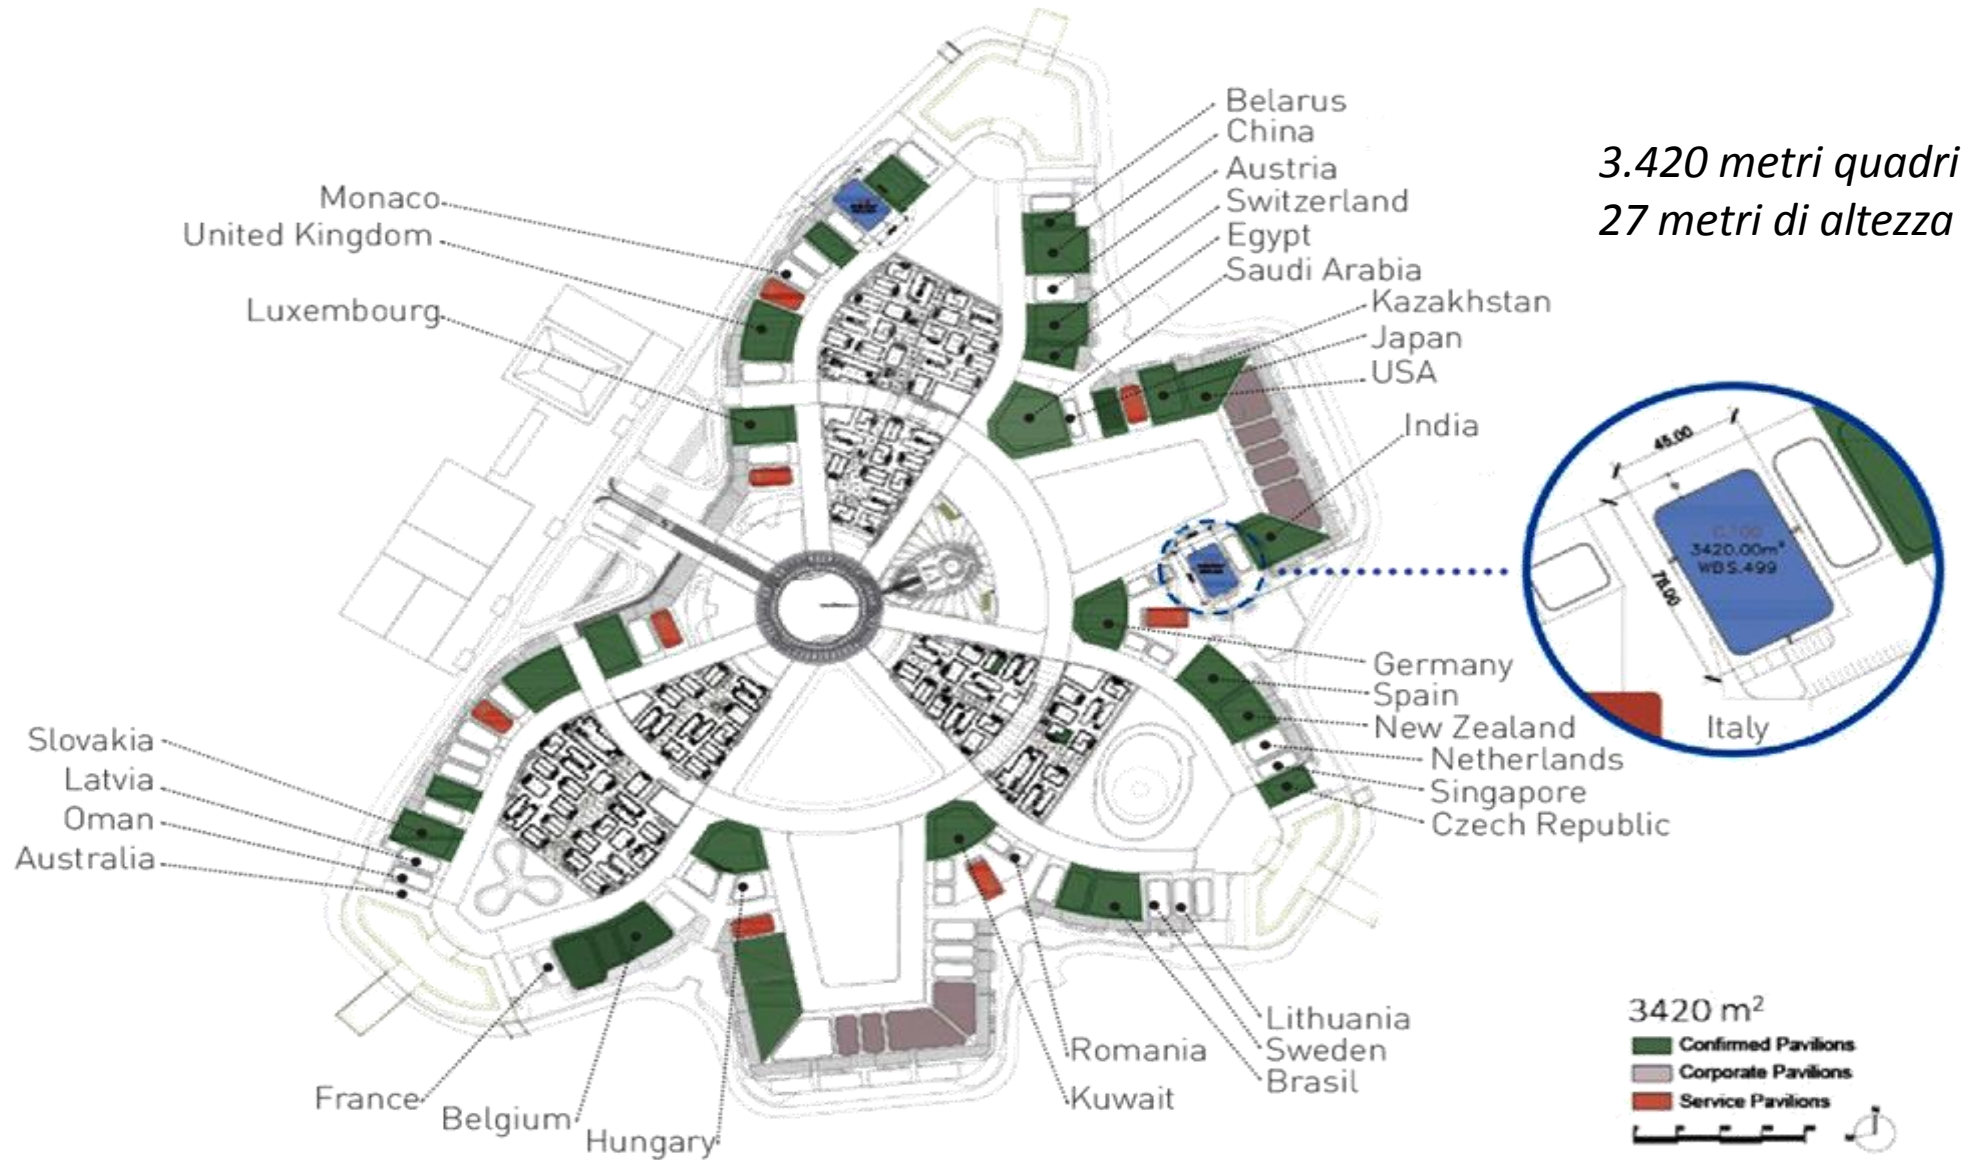 Belarus
China
Austria
Switzerland
Egypt
Saudi Arabia
Kazakhstan
Japan
USA
India
3.420 metri quadri
27 metri di altezza
Monaco
United Kingdom
Luxembourg
45.00
3420.00m²
WDS.499
76.00
Italy
Germany
Spain
New Zealand
Netherlands
Singapore
Czech Republic
Slovakia
Latvia
Oman
Australia
France
Belgium
Hungary
Romania
Kuwait
Lithuania
Sweden
Brasil
3420 m²
Confirmed Pavilions
Corporate Pavilions
Service Pavilions